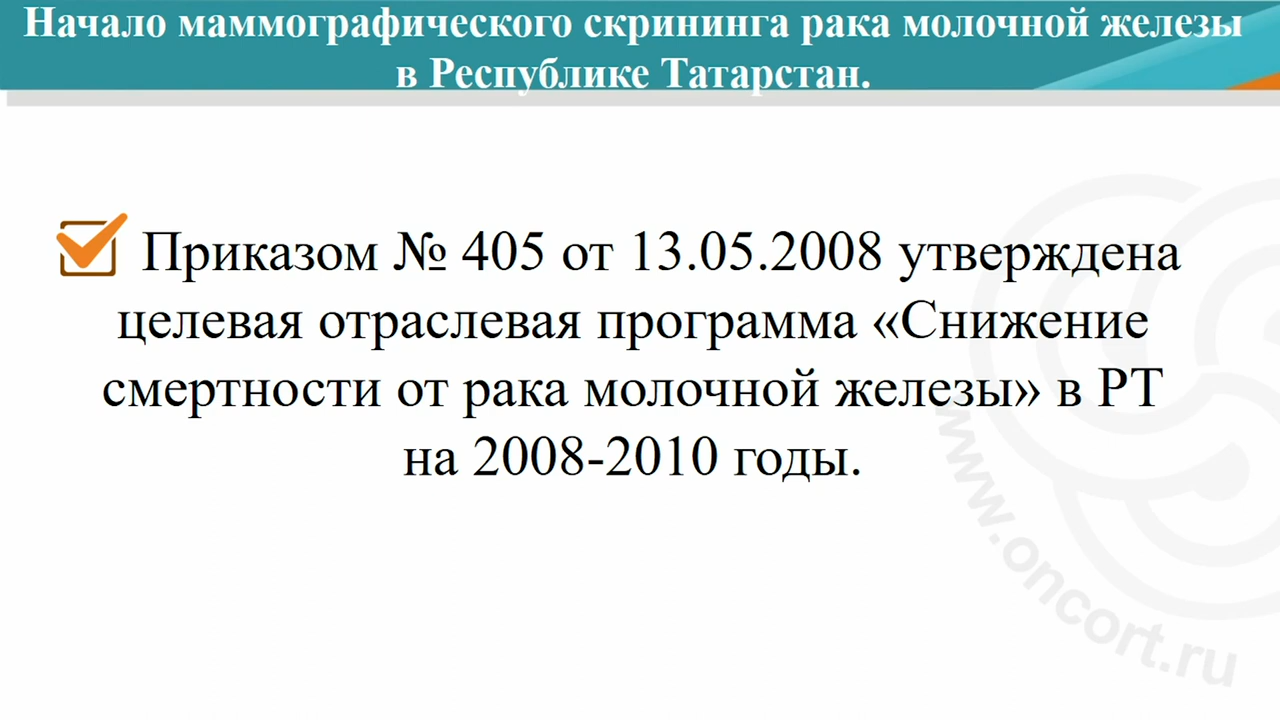 Начало маммографического скрининга рака молочной железы
в Республике Татарстан.
Приказом № 405 от 13.05.2008 утверждена
целевая отраслевая программа «Снижение
смертности от рака молочной железы» в РТ
на 2008-2010 годы.
www.oncort.ru